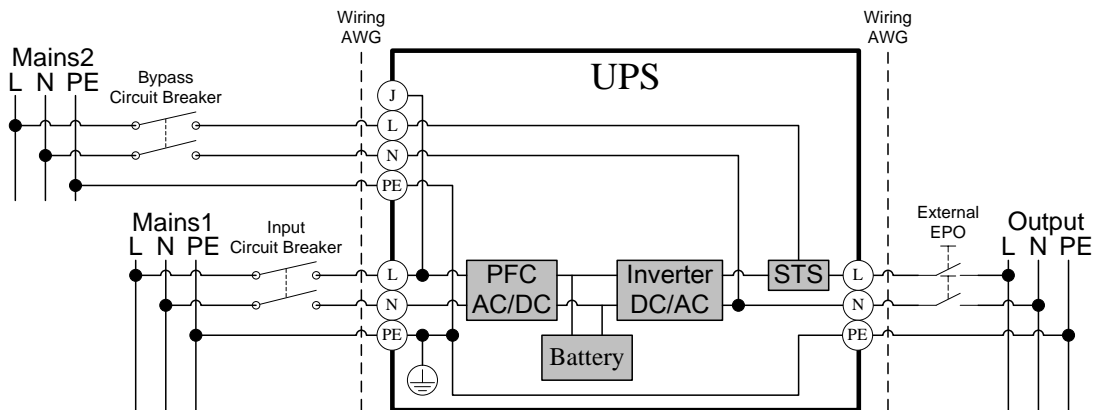 Wiring
AWG
Wiring
AWG
Mains2
L N PE
Bypass
Circuit Breaker
UPS
J
L
N
PE
Mains1
L N PE
Input
Circuit Breaker
External
EPO
Output
L N PE
L
PFC
AC/DC
Inverter
DC/AC
STS
L
N
N
PE
PE
Battery